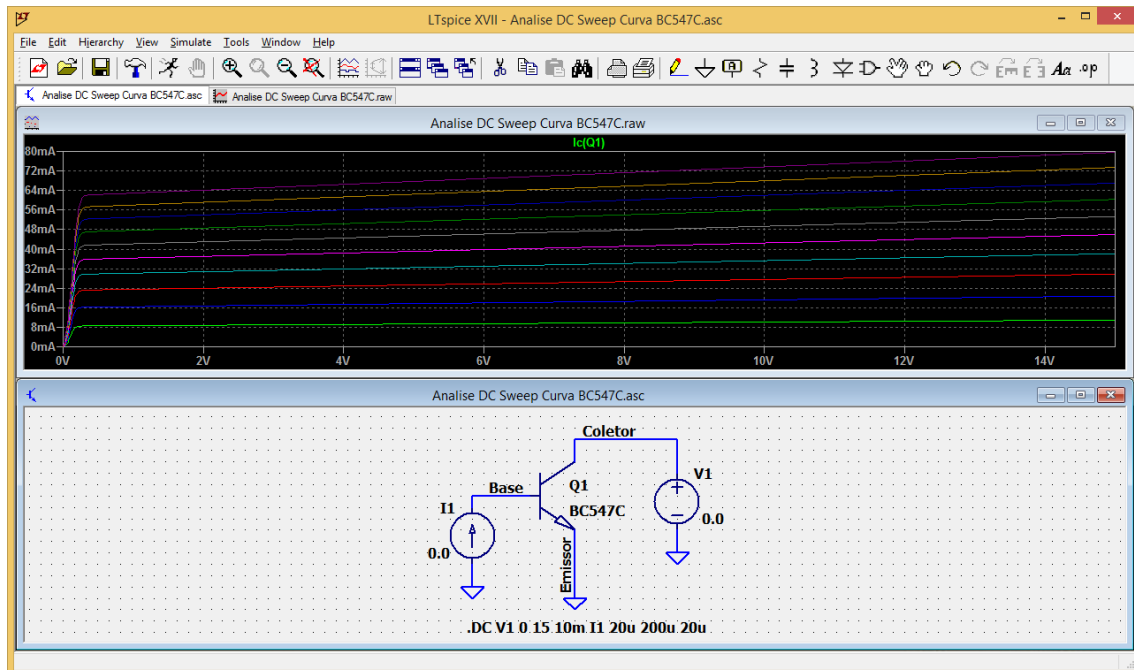 LTspice XVII - Analise DC Sweep Curva BC547C.asc
File Edit Hierarchy View Simulate Tools Window Help
Aa .op
Analise DC Sweep Curva BC547C.asc Analise DC Sweep Curva BC547C.raw
Analise DC Sweep Curva BC547C.raw
Ic(Q1)
80mA
72mA
64mA
56mA
48mA
40mA
32mA
24mA
16mA
8mA
0mA
0V 2V 4V 6V 8V 10V 12V 14V
Analise DC Sweep Curva BC547C.asc
Coletor
V1
Base Q1
I1 BC547C
0.0
0.0
Emissor
.DC V1 0 15 10m I1 20u 200u 20u